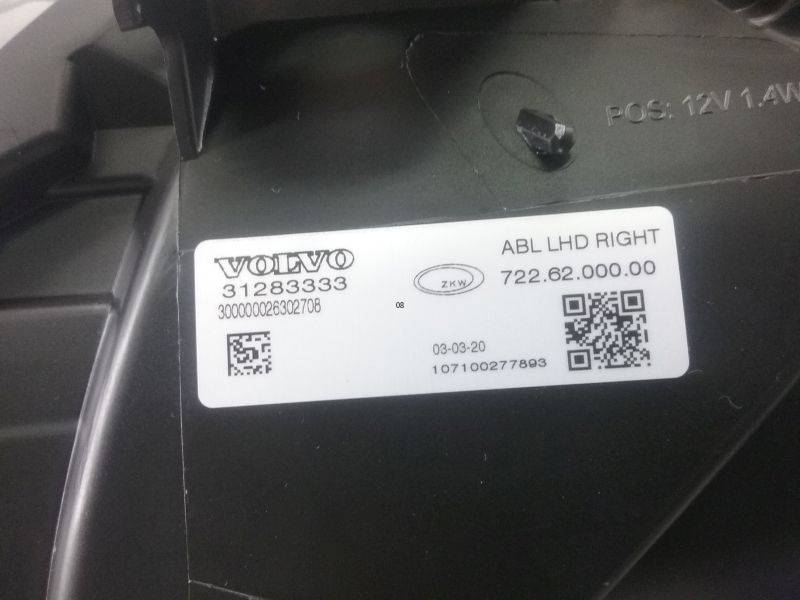 POS: 12V 1.4W
VOLVO
31283333
300000026302708
08
ZKW
ABL LHD RIGHT
722.62.000.00
03-03-20
107100277893